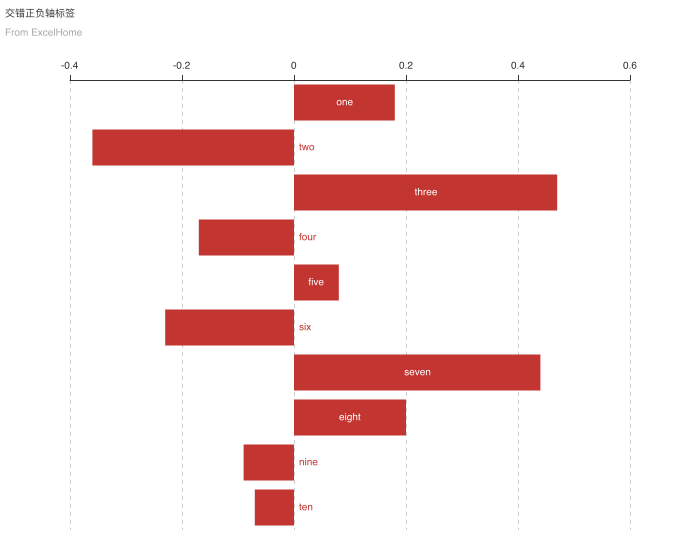 交错正负轴标签
From ExcelHome
-0.4 -0.2 0 0.2 0.4 0.6
one
two
three
four
five
six
seven
eight
nine
ten